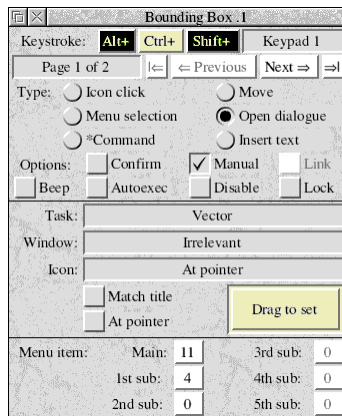 Bounding Box .1
Keystroke: Alt+ Ctrl+ Shift+ Keypad 1
Page 1 of 2 |⇐ ⇐ Previous Next ⇒ ⇒|
Type: Icon click Move
Menu selection Open dialogue
*Command Insert text
Options: Confirm Manual Link
Beep Autoexec Disable Lock
Task: Vector
Window: Irrelevant
Icon: At pointer
Match title
At pointer
Drag to set
Menu item: Main: 11 3rd sub: 0
1st sub: 4 4th sub: 0
2nd sub: 0 5th sub: 0